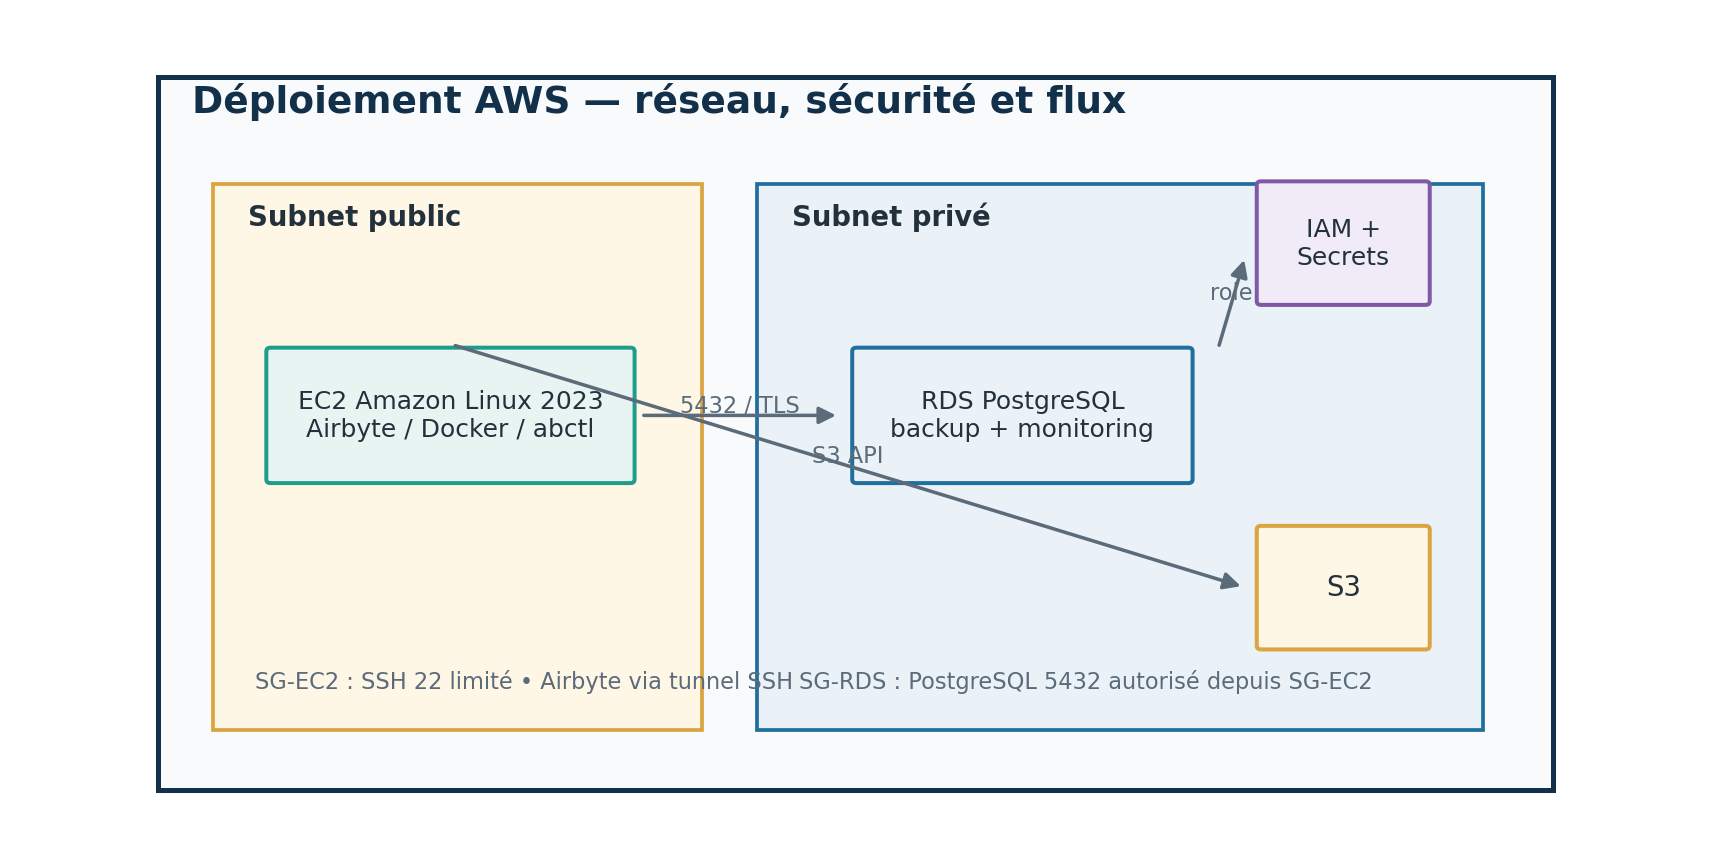 Déploiement AWS — réseau, sécurité et flux
Subnet public
Subnet privé
IAM +
Secrets
role
EC2 Amazon Linux 2023
Airbyte / Docker / abctl
5432 / TLS
RDS PostgreSQL
backup + monitoring
S3 API
S3
SG-EC2 : SSH 22 limité • Airbyte via tunnel SSH
SG-RDS : PostgreSQL 5432 autorisé depuis SG-EC2